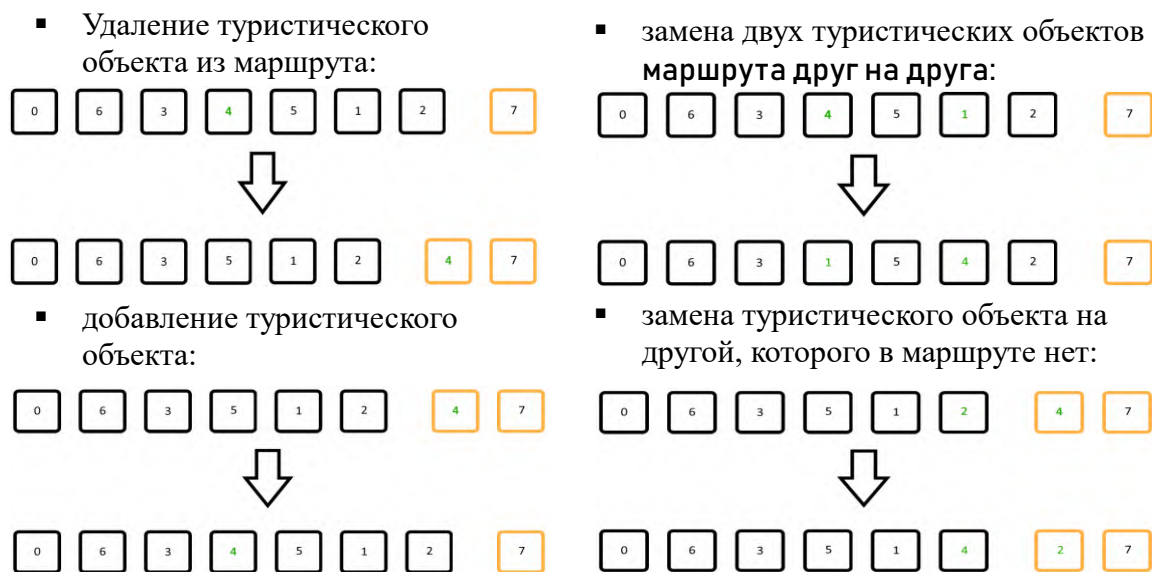 ▪ Удаление туристического
объекта из маршрута:
0 6 3 4 5 1 2 7
0 6 3 5 1 2 4 7
▪ добавление туристического
объекта:
0 6 3 5 1 2 4 7
0 6 3 4 5 1 2 7
▪ замена двух туристических объектов
маршрута друг на друга:
0 6 3 4 5 1 2 7
0 6 3 1 5 4 2 7
▪ замена туристического объекта на
другой, которого в маршруте нет:
0 6 3 5 1 2 4 7
0 6 3 5 1 4 2 7